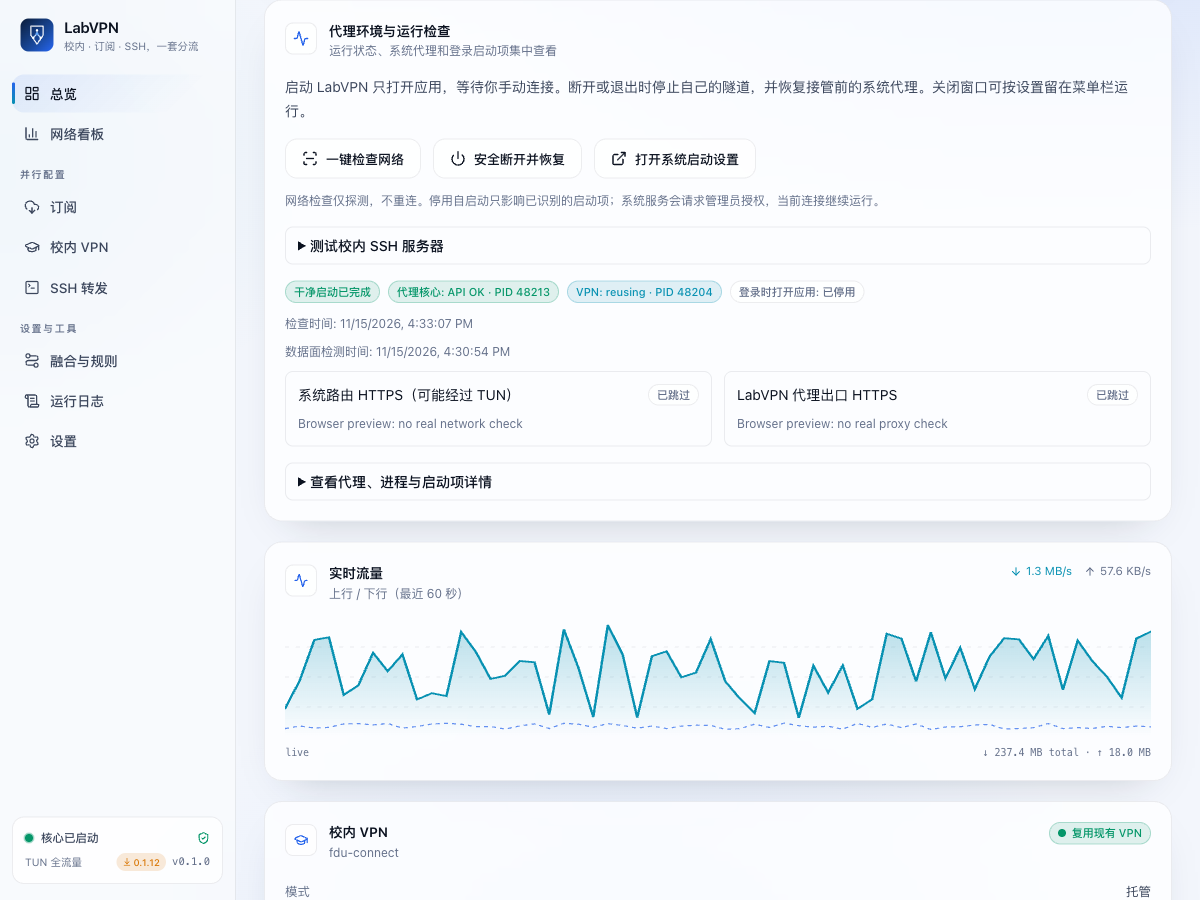 LabVPN
校内 · 订阅 · SSH，一套分流
总览
网络看板
并行配置
订阅
校内 VPN
SSH 转发
设置与工具
融合与规则
运行日志
设置
核心已启动
TUN 全流量
0.1.12
v0.1.0
代理环境与运行检查
运行状态、系统代理和登录启动项集中查看
启动 LabVPN 只打开应用，等待你手动连接。断开或退出时停止自己的隧道，并恢复接管前的系统代理。关闭窗口可按设置留在菜单栏运
行。
一键检查网络
安全断开并恢复
打开系统启动设置
网络检查仅探测，不重连。停用自启动只影响已识别的启动项；系统服务会请求管理员授权，当前连接继续运行。
测试校内 SSH 服务器
干净启动已完成
代理核心: API OK · PID 48213
VPN: reusing · PID 48204
登录时打开应用: 已停用
检查时间: 11/15/2026, 4:33:07 PM
数据面检测时间: 11/15/2026, 4:30:54 PM
系统路由 HTTPS（可能经过 TUN）
已跳过
Browser preview: no real network check
LabVPN 代理出口 HTTPS
已跳过
Browser preview: no real proxy check
查看代理、进程与启动项详情
实时流量
上行 / 下行（最近 60 秒）
↓ 1.3 MB/s
↑ 57.6 KB/s
live
↓ 237.4 MB total · ↑ 18.0 MB
校内 VPN
fdu-connect
复用现有 VPN
模式
托管